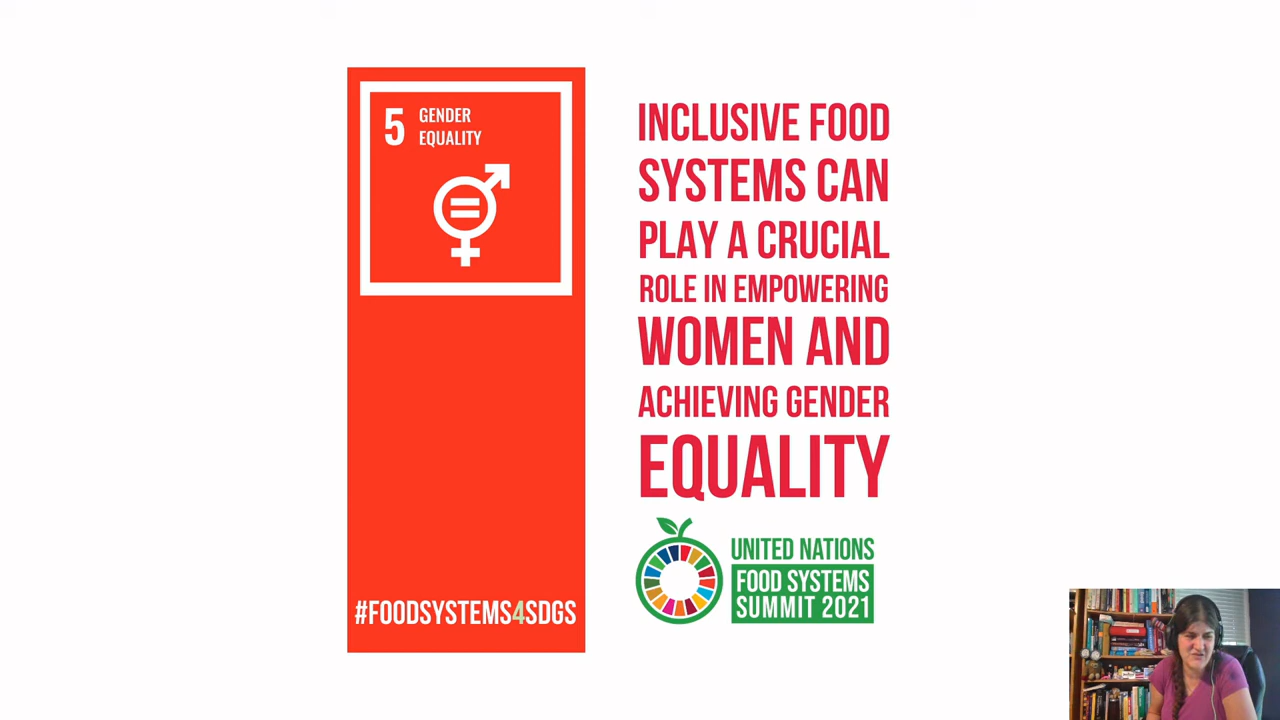 5
GENDER
EQUALITY
#FOODSYSTEMS4SDGS
INCLUSIVE FOOD
SYSTEMS CAN
PLAY A CRUCIAL
ROLE IN EMPOWERING
WOMEN AND
ACHIEVING GENDER
EQUALITY
UNITED NATIONS
FOOD SYSTEMS
SUMMIT 2021